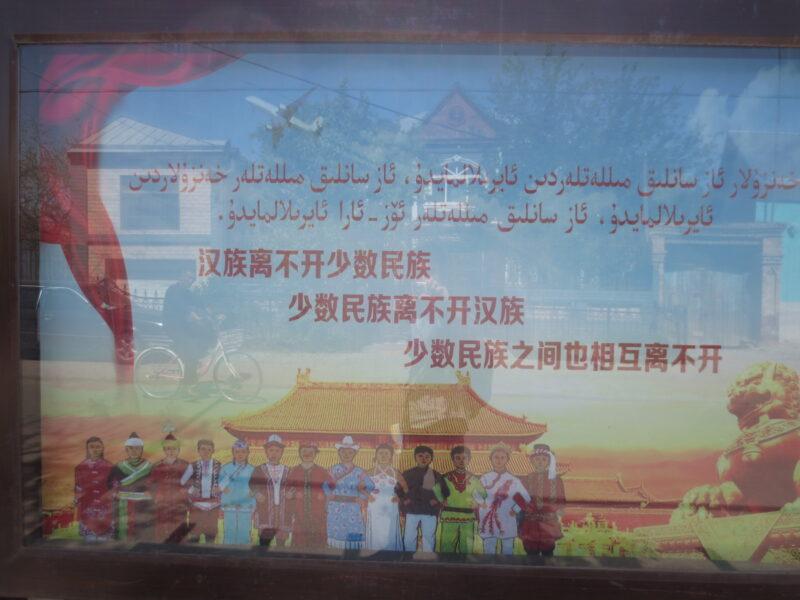 خەنزۇلار ئاز سانلىق مىللەتلەردىن ئايرىلالمايدۇ، ئاز سانلىق مىللەتلەر خەنزۇلاردىن
ئايرىلالمايدۇ، ئاز سانلىق مىللەتلەر ئۆز-ئارا ئايرىلالمايدۇ.
汉族离不开少数民族
少数民族离不开汉族
少数民族之间也相互离不开